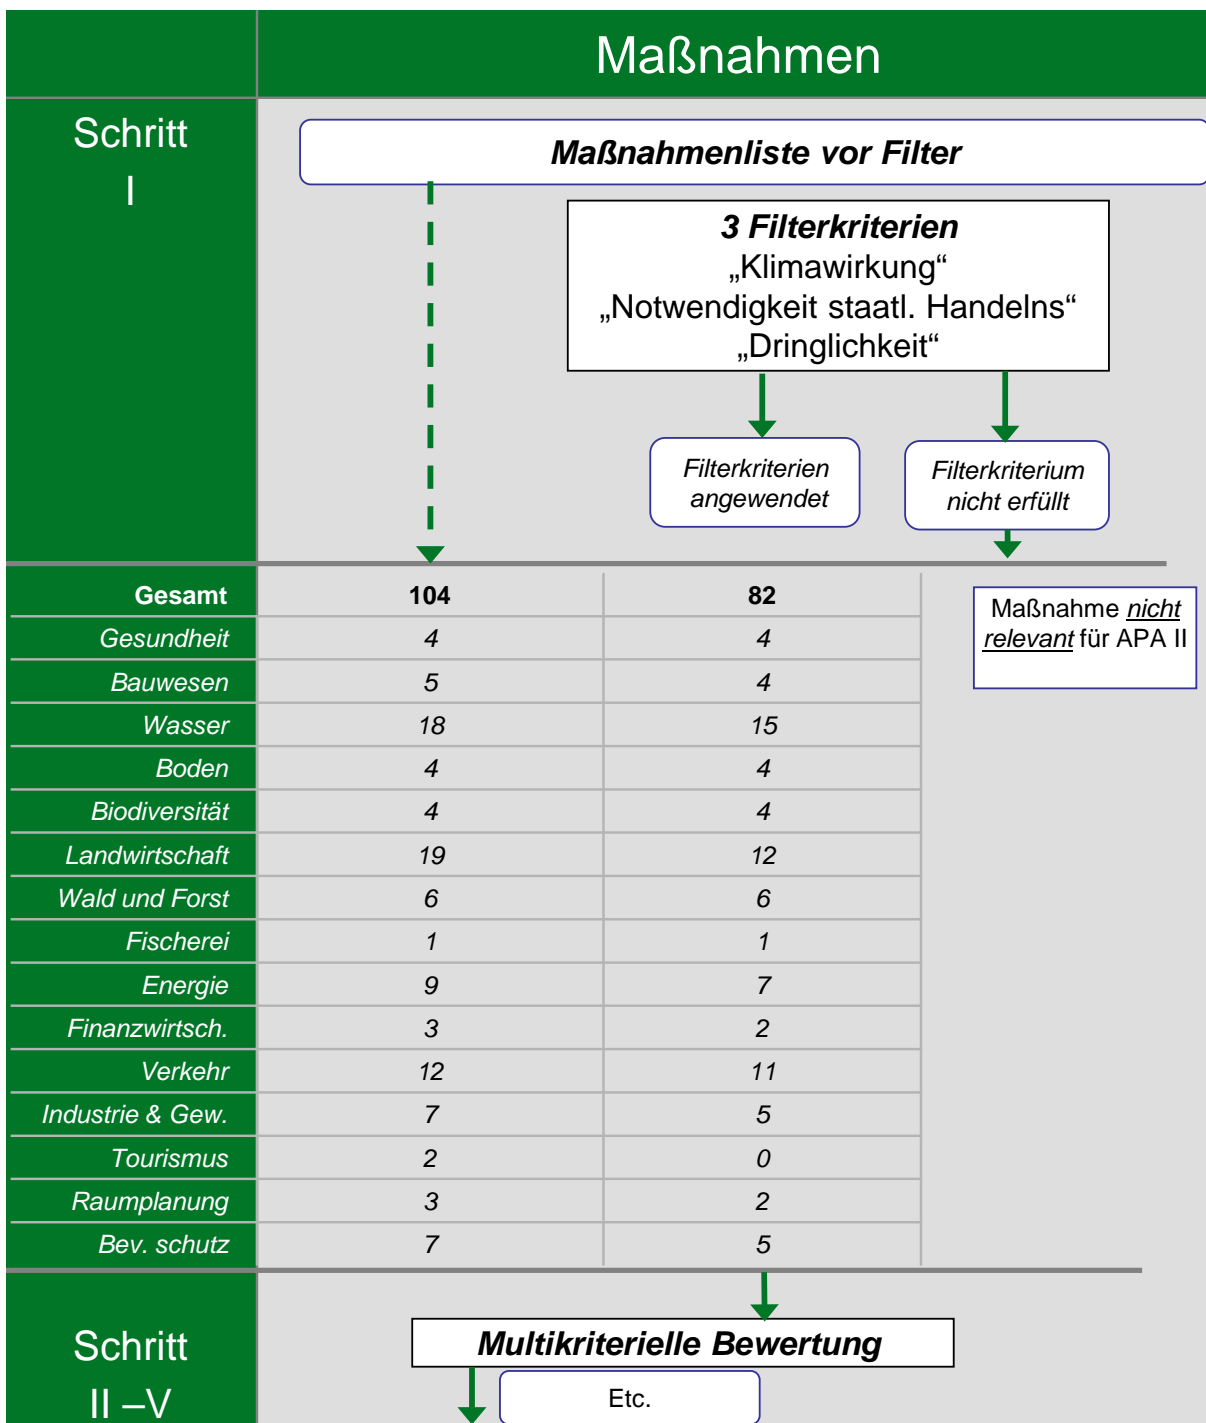 Maßnahmen
Schritt
I
Maßnahmenliste vor Filter
3 Filterkriterien
„Klimawirkung“
„Notwendigkeit staatl. Handelns“
„Dringlichkeit“
Filterkriterien
angewendet
Filterkriterium
nicht erfüllt
Gesamt 104 82
Maßnahme nicht
relevant für APA II
Gesundheit 4 4
Bauwesen 5 4
Wasser 18 15
Boden 4 4
Biodiversität 4 4
Landwirtschaft 19 12
Wald und Forst 6 6
Fischerei 1 1
Energie 9 7
Finanzwirtsch. 3 2
Verkehr 12 11
Industrie & Gew. 7 5
Tourismus 2 0
Raumplanung 3 2
Bev. schutz 7 5
Schritt
II –V
Multikriterielle Bewertung
Etc.